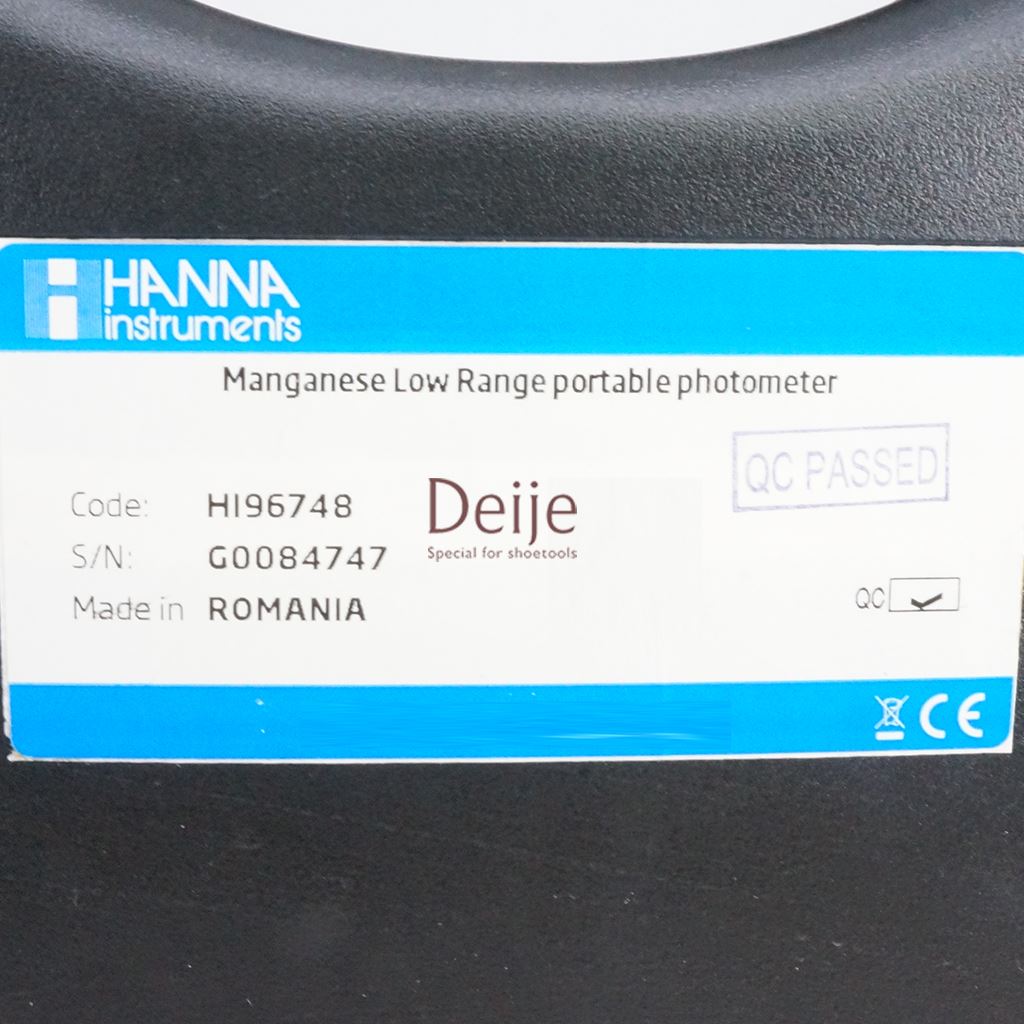 HANNA
instruments
Manganese Low Range portable photometer
QC PASSED
Code: HI96748
Deije
Special for shoetools
S/N: G0084747
Made in ROMANIA
QC
CE